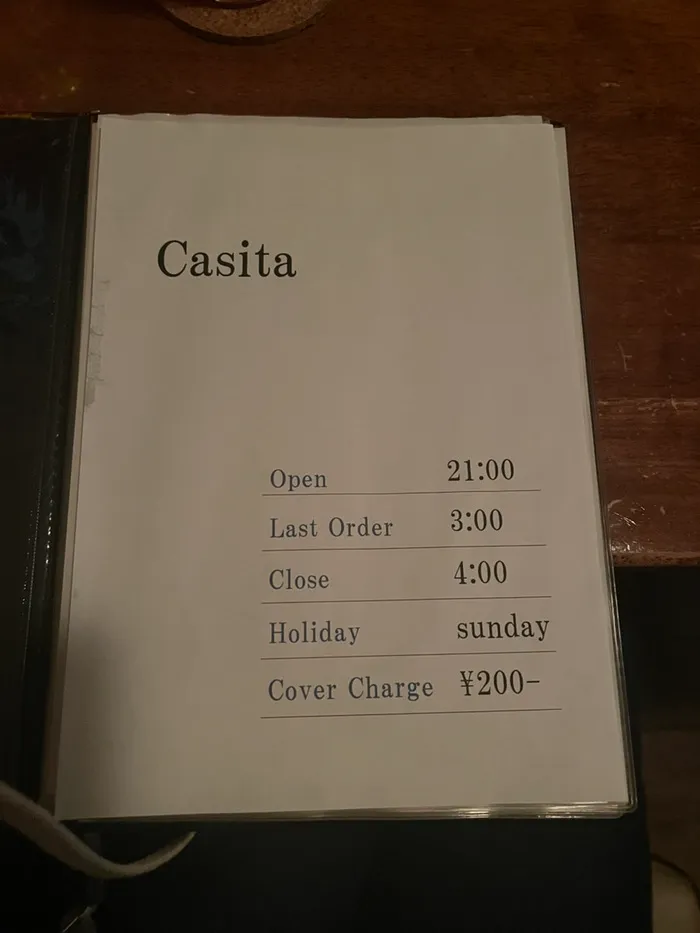 Casita
Open 21:00
Last Order 3:00
Close 4:00
Holiday sunday
Cover Charge ¥200-